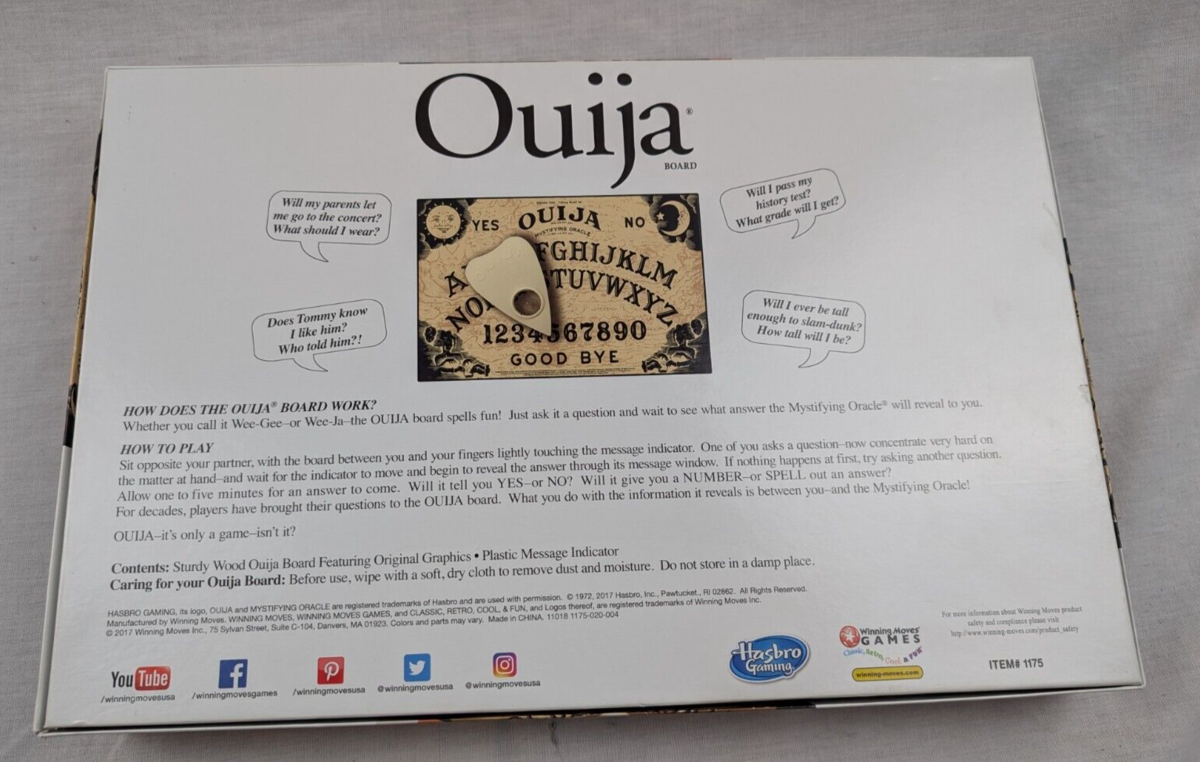 Ouija®
BOARD
Will my parents let
me go to the concert?
What should I wear?
Will I pass my
history test?
What grade will I get?
YES
OUIJA
NO
MYSTIFYING ORACLE
A
FGHIJKLM
NO
STUVWXYZ
1234567890
GOOD BYE
Does Tommy know
I like him?
Who told him?!
Will I ever be tall
enough to slam-dunk?
How tall will I be?
HOW DOES THE OUIJA® BOARD WORK?
Whether you call it Wee-Gee–or Wee-Ja–the OUIJA board spells fun! Just ask it a question and wait to see what answer the Mystifying Oracle® will reveal to you.
HOW TO PLAY
Sit opposite your partner, with the board between you and your fingers lightly touching the message indicator. One of you asks a question–now concentrate very hard on
the matter at hand–and wait for the indicator to move and begin to reveal the answer through its message window. If nothing happens at first, try asking another question.
Allow one to five minutes for an answer to come. Will it tell you YES–or NO? Will it give you a NUMBER–or SPELL out an answer?
For decades, players have brought their questions to the OUIJA board. What you do with the information it reveals is between you–and the Mystifying Oracle!
OUIJA–it's only a game–isn't it?
Contents: Sturdy Wood Ouija Board Featuring Original Graphics • Plastic Message Indicator
Caring for your Ouija Board: Before use, wipe with a soft, dry cloth to remove dust and moisture. Do not store in a damp place.
HASBRO GAMING, its logo, OUIJA and MYSTIFYING ORACLE are registered trademarks of Hasbro and are used with permission. © 1972, 2017 Hasbro, Inc., Pawtucket, RI 02862. All Rights Reserved.
Manufactured by Winning Moves. WINNING MOVES, WINNING MOVES GAMES, and CLASSIC, RETRO, COOL, & FUN, and Logos thereof, are registered trademarks of Winning Moves Inc.
© 2017 Winning Moves Inc., 75 Sylvan Street, Suite C-104, Danvers, MA 01923. Colors and parts may vary. Made in CHINA. 11018 1175-020-004
YouTube
/winningmovesusa
/winningmovesgames
/winningmovesusa
@winningmovesusa
@winningmovesusa
Hasbro
Gaming
Winning Moves®
GAMES
Classic, Retro, Cool & FUN
winning-moves.com
For more information about Winning Moves product
safety and compliance please visit
http://www.winning-moves.com/product_safety
ITEM# 1175